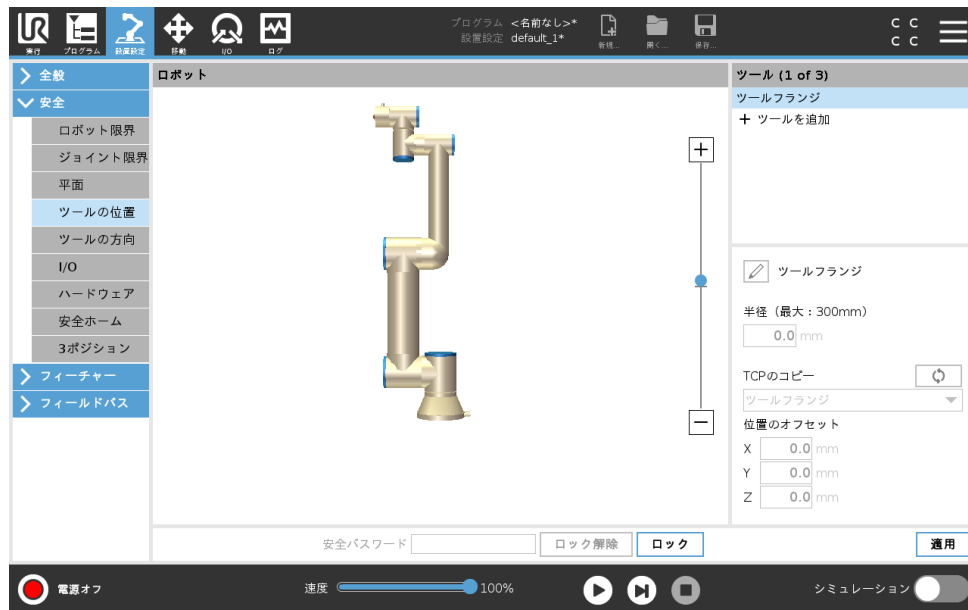 UR
実行
プログラム
設置設定
移動
I/O
ログ
プログラム <名前なし>*
設置設定 default_1*
新規...
開く...
保存...
C C
C C
全般
安全
ロボット限界
ジョイント限界
平面
ツールの位置
ツールの方向
I/O
ハードウェア
安全ホーム
3ポジション
フィーチャー
フィールドバス
ロボット
ツール (1 of 3)
ツールフランジ
+ ツールを追加
ツールフランジ
半径（最大：300mm）
0.0 mm
TCPのコピー
ツールフランジ
位置のオフセット
X 0.0 mm
Y 0.0 mm
Z 0.0 mm
安全パスワード ロック解除 ロック
適用
電源オフ
速度 100%
シミュレーション